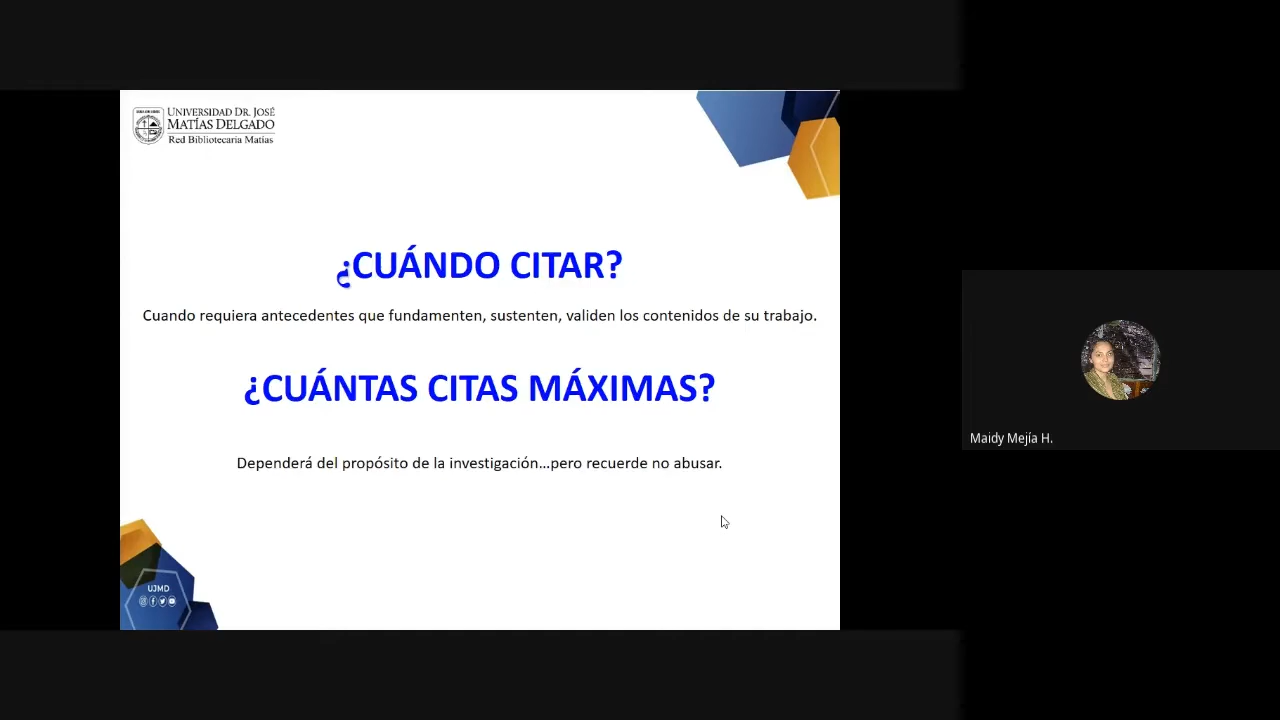 UNIVERSIDAD DR. JOSÉ
MATÍAS DELGADO
Red Bibliotecaria Matías
¿CUÁNDO CITAR?
Cuando requiera antecedentes que fundamenten, sustenten, validen los contenidos de su trabajo.
¿CUÁNTAS CITAS MÁXIMAS?
Dependerá del propósito de la investigación...pero recuerde no abusar.
UJMD
Maidy Mejía H.